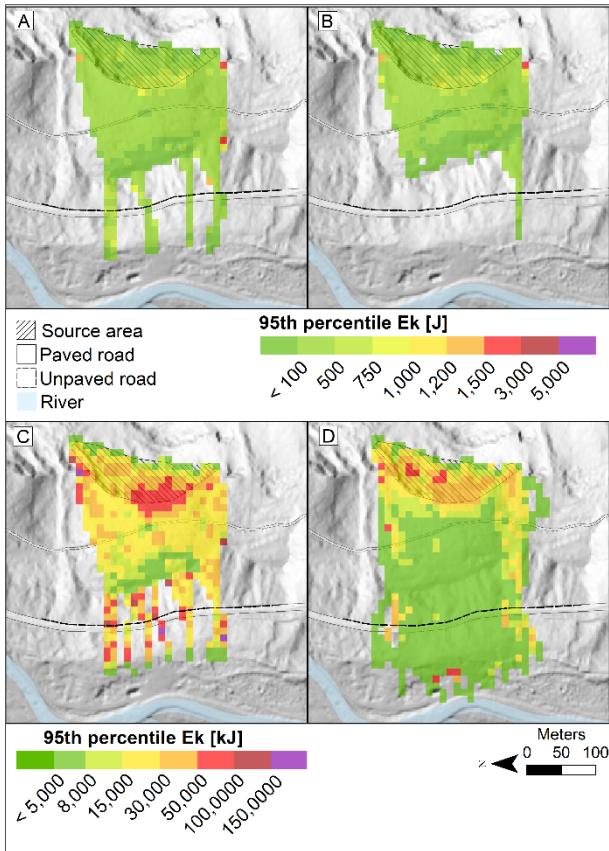 A
B
Source area
Paved road
Unpaved road
River
95th percentile Ek [J]
< 100
500
750
1,000
1,200
1,500
3,000
5,000
C
D
95th percentile Ek [kJ]
< 5,000
8,000
15,000
30,000
50,000
100,0000
150,0000
Meters
0 50 100
N